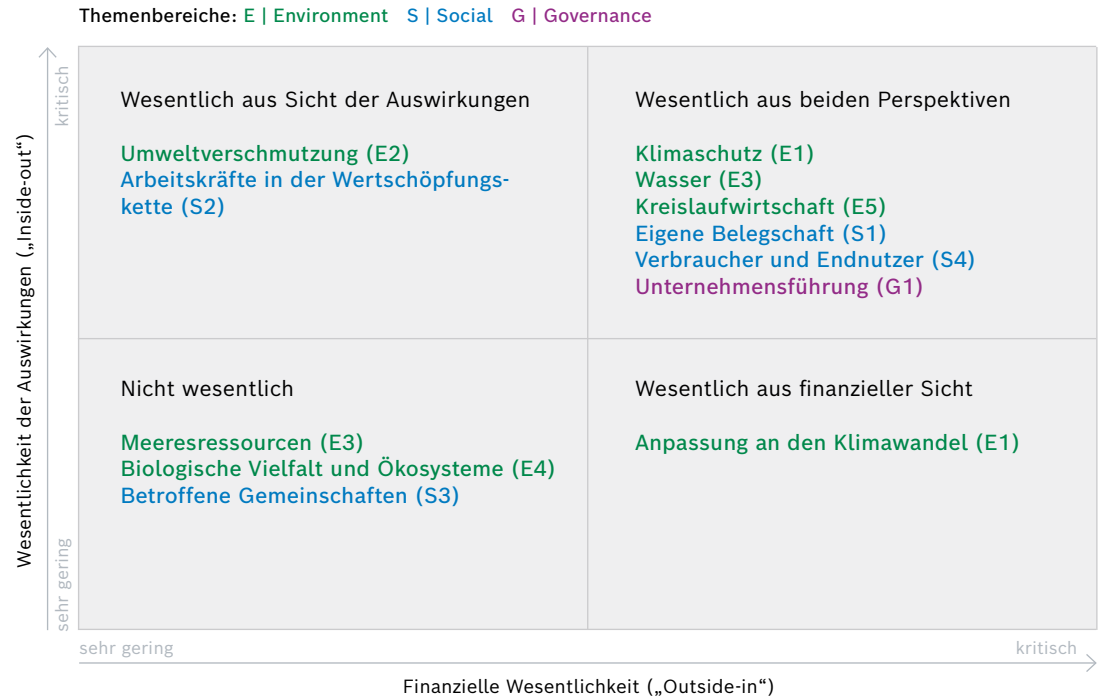 Themenbereiche: E | Environment S | Social G | Governance
Wesentlichkeit der Auswirkungen („Inside-out“)
kritisch
sehr gering
Wesentlich aus Sicht der Auswirkungen
Umweltverschmutzung (E2)
Arbeitskräfte in der Wertschöpfungs-
kette (S2)
Wesentlich aus beiden Perspektiven
Klimaschutz (E1)
Wasser (E3)
Kreislaufwirtschaft (E5)
Eigene Belegschaft (S1)
Verbraucher und Endnutzer (S4)
Unternehmensführung (G1)
Nicht wesentlich
Meeresressourcen (E3)
Biologische Vielfalt und Ökosysteme (E4)
Betroffene Gemeinschaften (S3)
Wesentlich aus finanzieller Sicht
Anpassung an den Klimawandel (E1)
sehr gering
kritisch
Finanzielle Wesentlichkeit („Outside-in“)